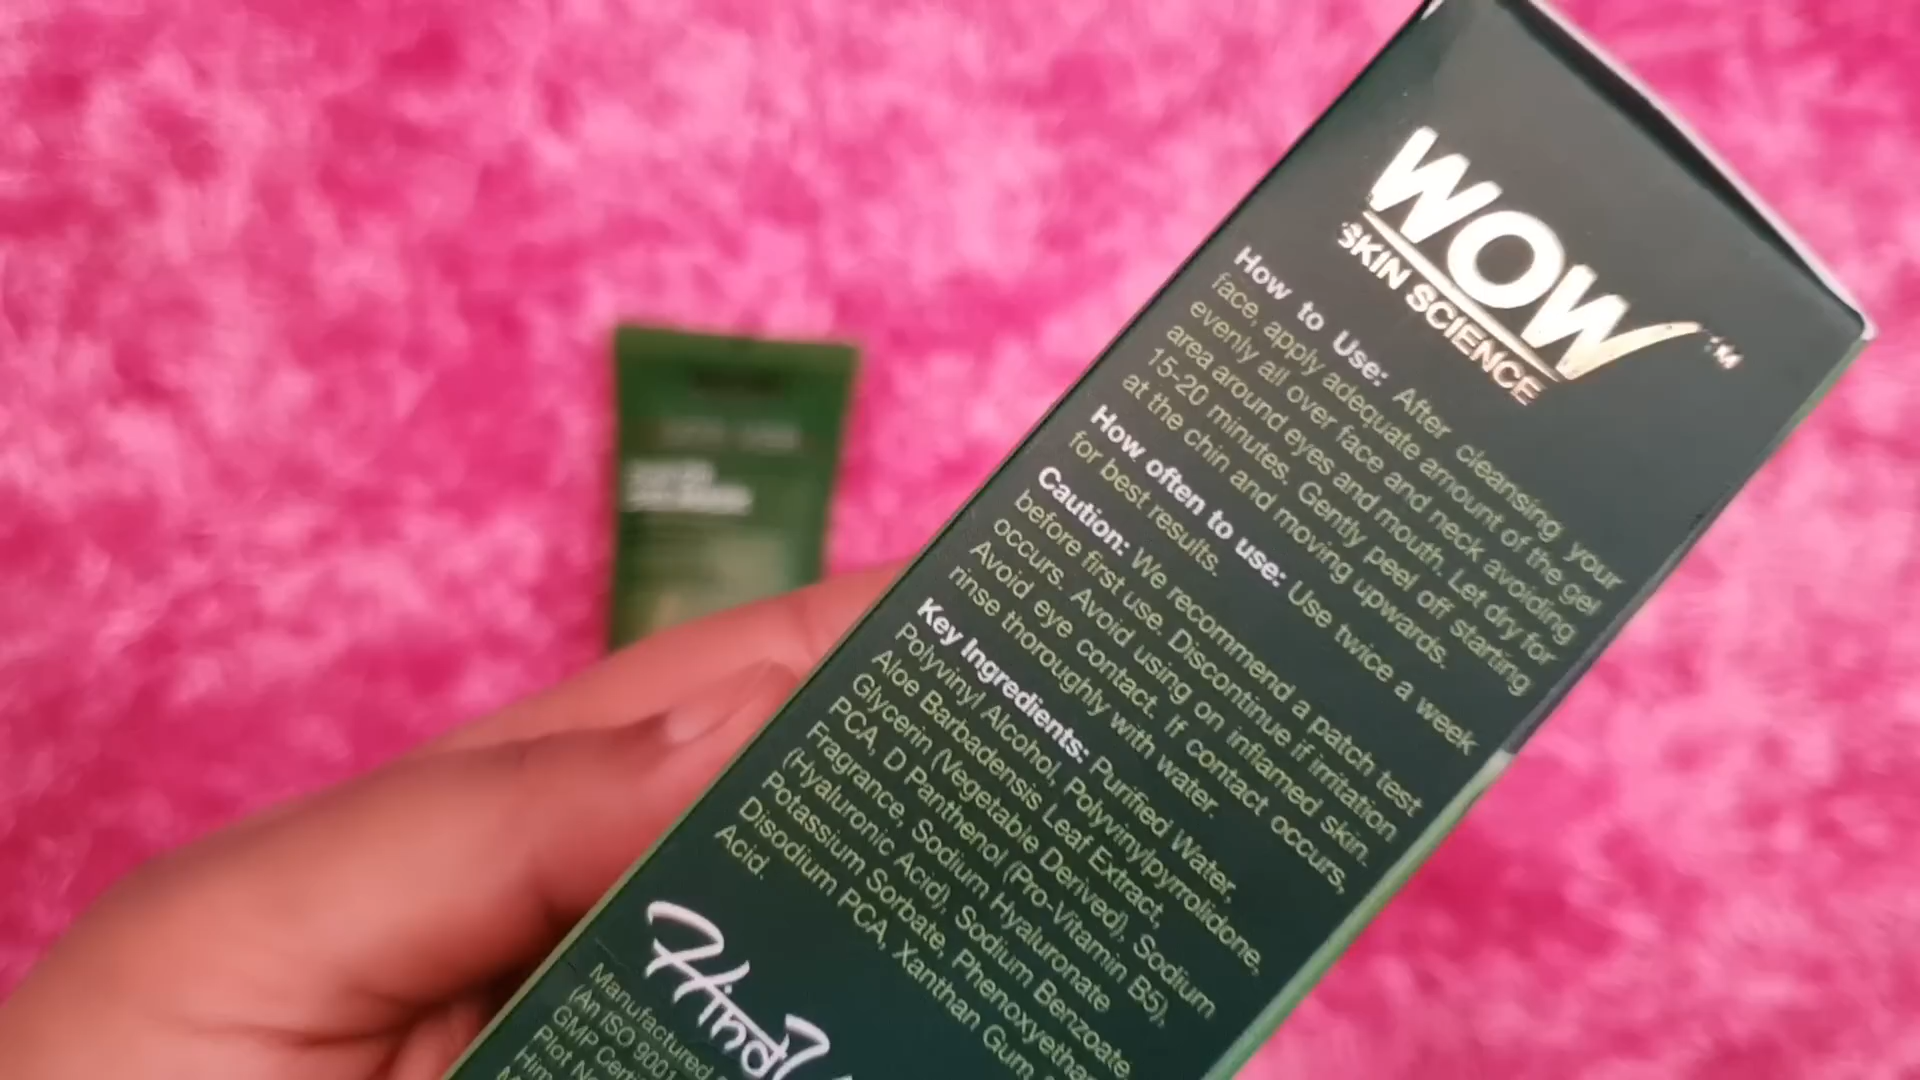 WOW
SKIN SCIENCE
TM
How to Use: After cleansing your
face, apply adequate amount of the gel
evenly all over face and neck avoiding
area around eyes and mouth. Let dry for
15-20 minutes. Gently peel off starting
at the chin and moving upwards.
How often to use: Use twice a week
for best results.
Caution: We recommend a patch test
before first use. Discontinue if irritation
occurs. Avoid using on inflamed skin.
Avoid eye contact. If contact occurs,
rinse thoroughly with water.
Key Ingredients: Purified Water,
Polyvinyl Alcohol, Polyvinylpyrrolidone,
Aloe Barbadensis Leaf Extract,
Glycerin (Vegetable Derived), Sodium
PCA, D Panthenol (Pro-Vitamin B5),
Fragrance, Sodium Hyaluronate
(Hyaluronic Acid), Sodium Benzoate
Potassium Sorbate, Phenoxyethan
Disodium PCA, Xanthan Gum
Acid.
Hind
Manufactured
(An ISO 9001
GMP Certi
Plot N
Him